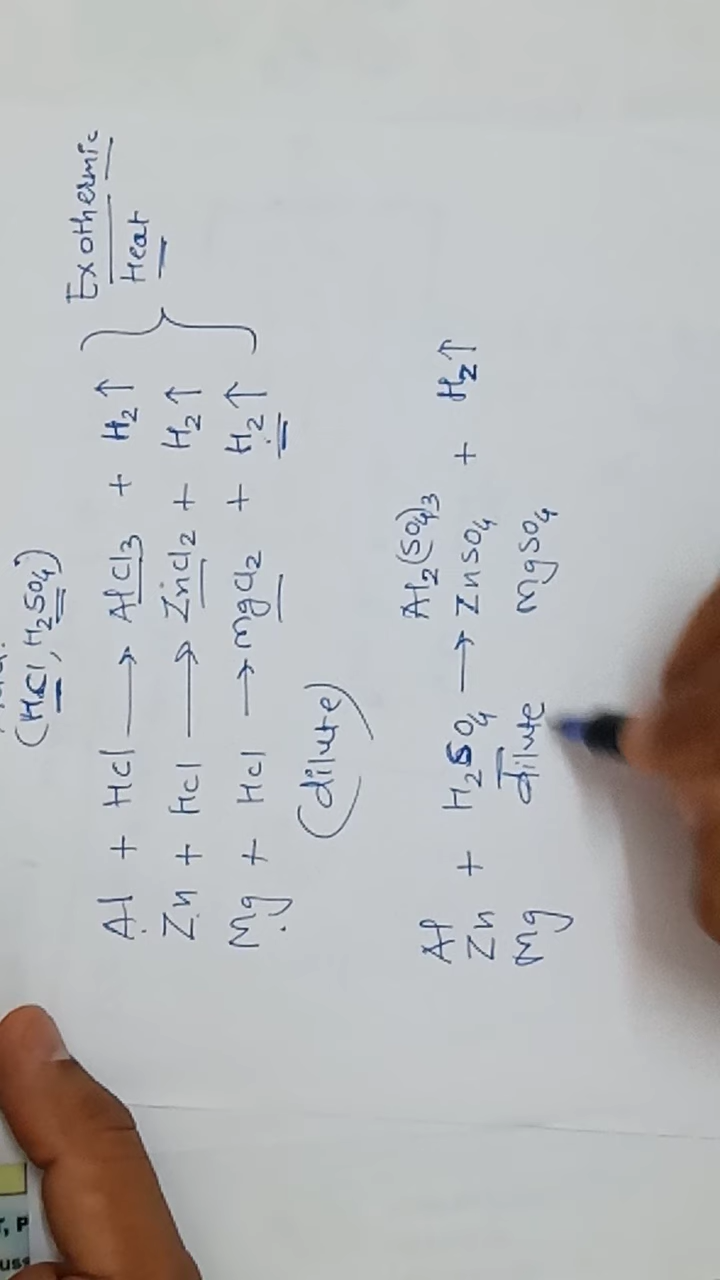 (HCl, H2SO4)
Al + HCl → AlCl3 + H2↑
Zn + HCl → ZnCl2 + H2↑
Mg + HCl → MgCl2 + H2↑
Exothermic
Heat
(dilute)
Al Al2(SO4)3
Zn + H2SO4 → ZnSO4 + H2↑
Mg dilute MgSO4